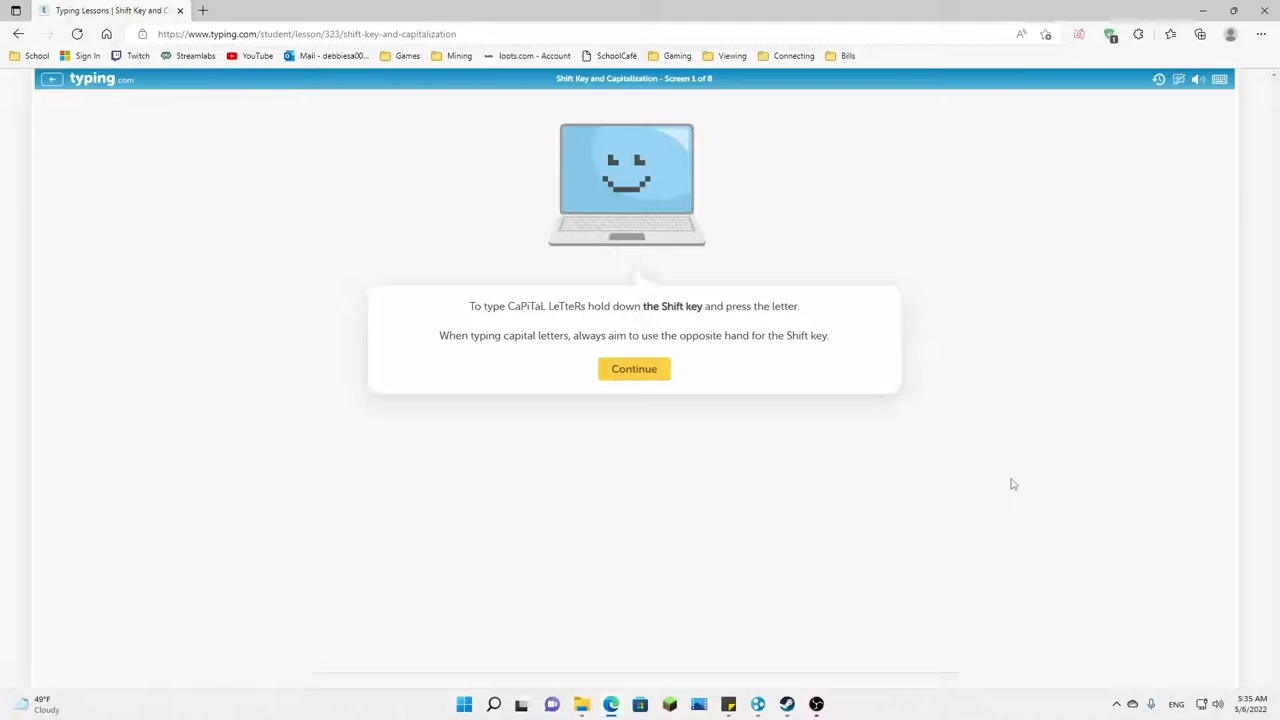 Typing Lessons | Shift Key and C
https://www.typing.com/student/lesson/323/shift-key-and-capitalization
School Sign In Twitch Streamlabs YouTube Mail - debbiesa00... Games Mining loots.com - Account SchoolCafé Gaming Viewing Connecting Bills
typing.com Shift Key and Capitalization - Screen 1 of 8
To type CaPiTaL LeTteRs hold down the Shift key and press the letter.
When typing capital letters, always aim to use the opposite hand for the Shift key.
Continue
49°F
Cloudy
ENG
5:35 AM
5/6/2022